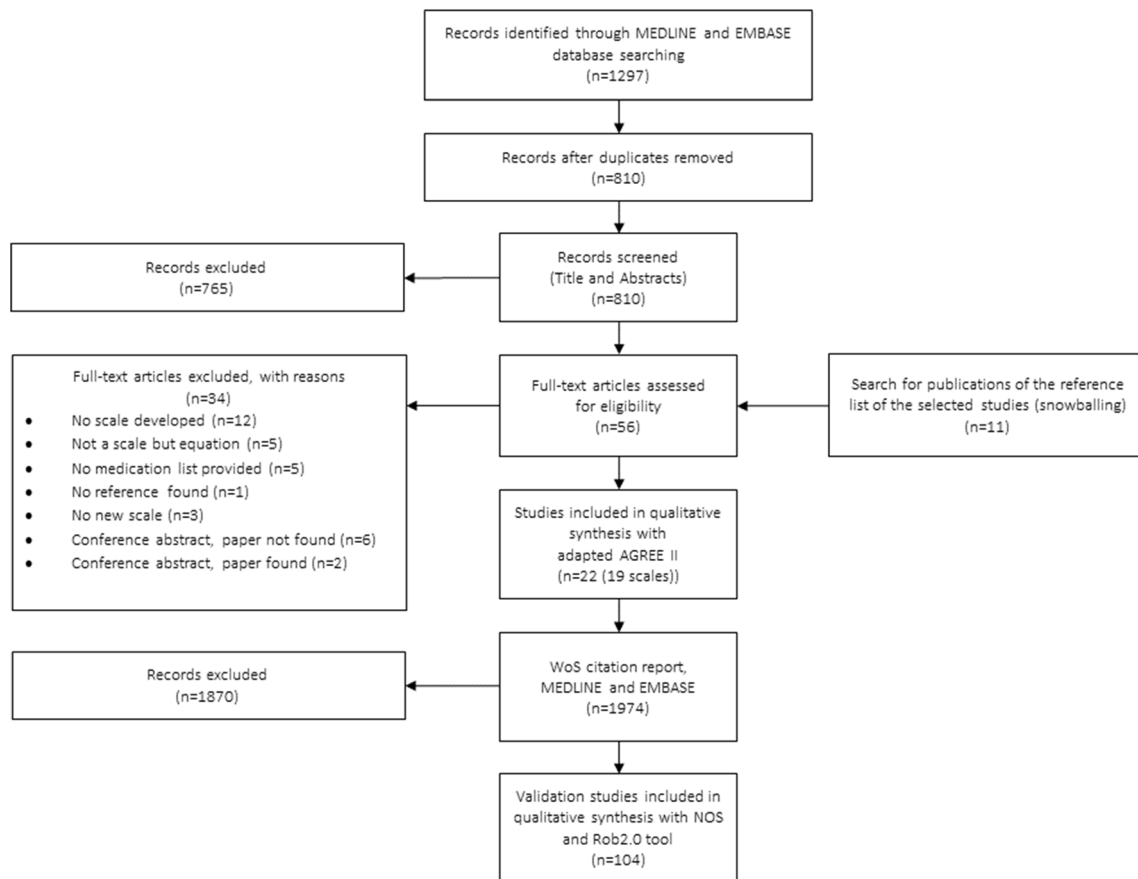 Records identified through MEDLINE and EMBASE
database searching
(n=1297)
Records after duplicates removed
(n=810)
Records screened
(Title and Abstracts)
(n=810)
Records excluded
(n=765)
Full-text articles assessed
for eligibility
(n=56)
Search for publications of the reference
list of the selected studies (snowballing)
(n=11)
Full-text articles excluded, with reasons
(n=34)
• No scale developed (n=12)
• Not a scale but equation (n=5)
• No medication list provided (n=5)
• No reference found (n=1)
• No new scale (n=3)
• Conference abstract, paper not found (n=6)
• Conference abstract, paper found (n=2)
Studies included in qualitative
synthesis with
adapted AGREE II
(n=22 (19 scales))
WoS citation report,
MEDLINE and EMBASE
(n=1974)
Records excluded
(n=1870)
Validation studies included in
qualitative synthesis with NOS
and Rob2.0 tool
(n=104)